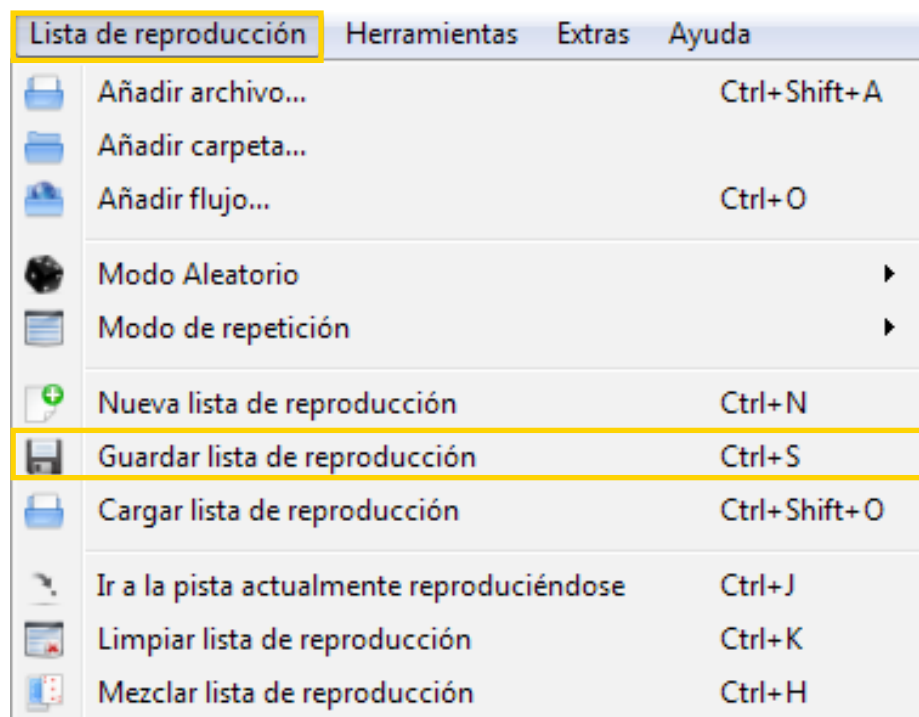 Lista de reproducción Herramientas Extras Ayuda
Añadir archivo... Ctrl+Shift+A
Añadir carpeta...
Añadir flujo... Ctrl+O
Modo Aleatorio
Modo de repetición
Nueva lista de reproducción Ctrl+N
Guardar lista de reproducción Ctrl+S
Cargar lista de reproducción Ctrl+Shift+O
Ir a la pista actualmente reproduciéndose Ctrl+J
Limpiar lista de reproducción Ctrl+K
Mezclar lista de reproducción Ctrl+H